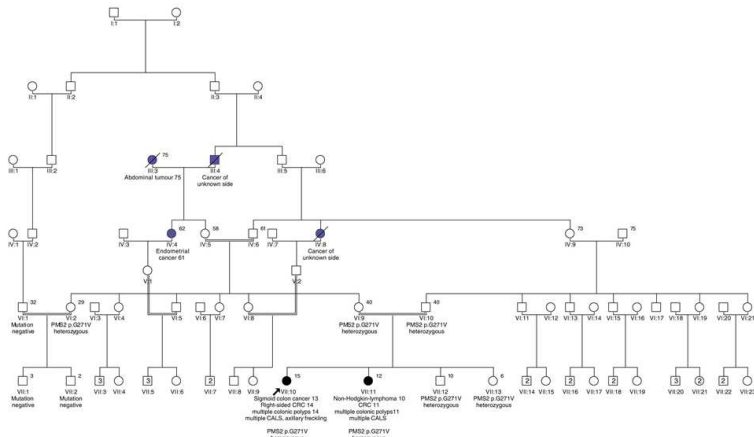 I:1 I:2
II:1 II:2 II:3 II:4
75
III:1 III:2 III:3 III:4 III:5 III:6
Abdominal tumour 75 Cancer of
unknown side
62 58 61 73 75
IV:1 IV:2 IV:3 IV:4 IV:5 IV:6 IV:7 IV:8 IV:9 IV:10
Endometrial
cancer 61
Cancer of
unknown side
V:1 V:2
32 29 40 40
VI:1 VI:2 VI:3 VI:4 VI:5 VI:6 VI:7 VI:8 VI:9 VI:10 VI:11 VI:12 VI:13 VI:14 VI:15 VI:16 VI:17 VI:18 VI:19 VI:20 VI:21
Mutation
negative
PMS2 p.G271V
heterozygous
PMS2 p.G271V
heterozygous
PMS2 p.G271V
heterozygous
3 2 3 3 2 15 12 10 6 2 2 2 2 2 2
VII:1 VII:2 VII:3 VII:4 VII:5 VII:6 VII:7 VII:8 VII:9 VII:10 VII:11 VII:12 VII:13 VII:14 VII:15 VII:16 VII:17 VII:18 VII:19 VII:20 VII:21 VII:22 VII:23
Mutation
negative
Mutation
negative
Sigmoid colon cancer 13
Right-sided CRC 14
multiple colonic polyps 14
multiple CALS, axillary freckling
PMS2 p.G271V
Non-Hodgkin-lymphoma 10
CRC 11
multiple colonic polyps11
multiple CALS
PMS2 p.G271V
PMS2 p.G271V
heterozygous
PMS2 p.G271V
heterozygous